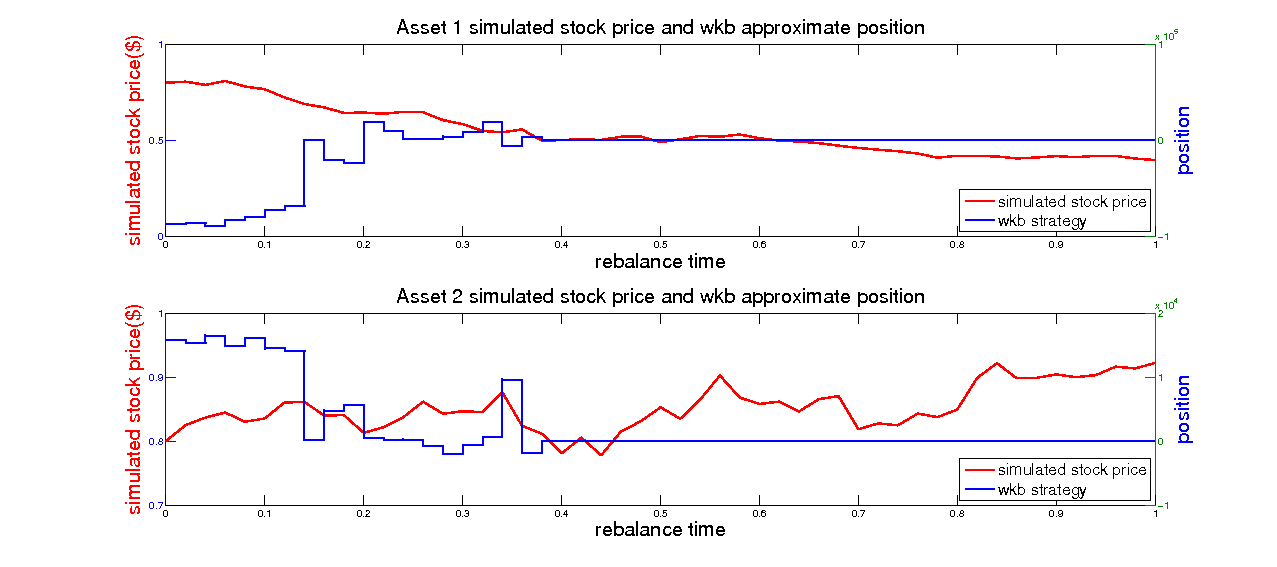 Asset 1 simulated stock price and wkb approximate position
x 10^5
1
0.5
0
1
0
-1
simulated stock price($)
position
simulated stock price
wkb strategy
0 0.1 0.2 0.3 0.4 0.5 0.6 0.7 0.8 0.9 1
rebalance time
Asset 2 simulated stock price and wkb approximate position
x 10^4
1
0.9
0.8
0.7
2
1
0
-1
simulated stock price($)
position
simulated stock price
wkb strategy
0 0.1 0.2 0.3 0.4 0.5 0.6 0.7 0.8 0.9 1
rebalance time